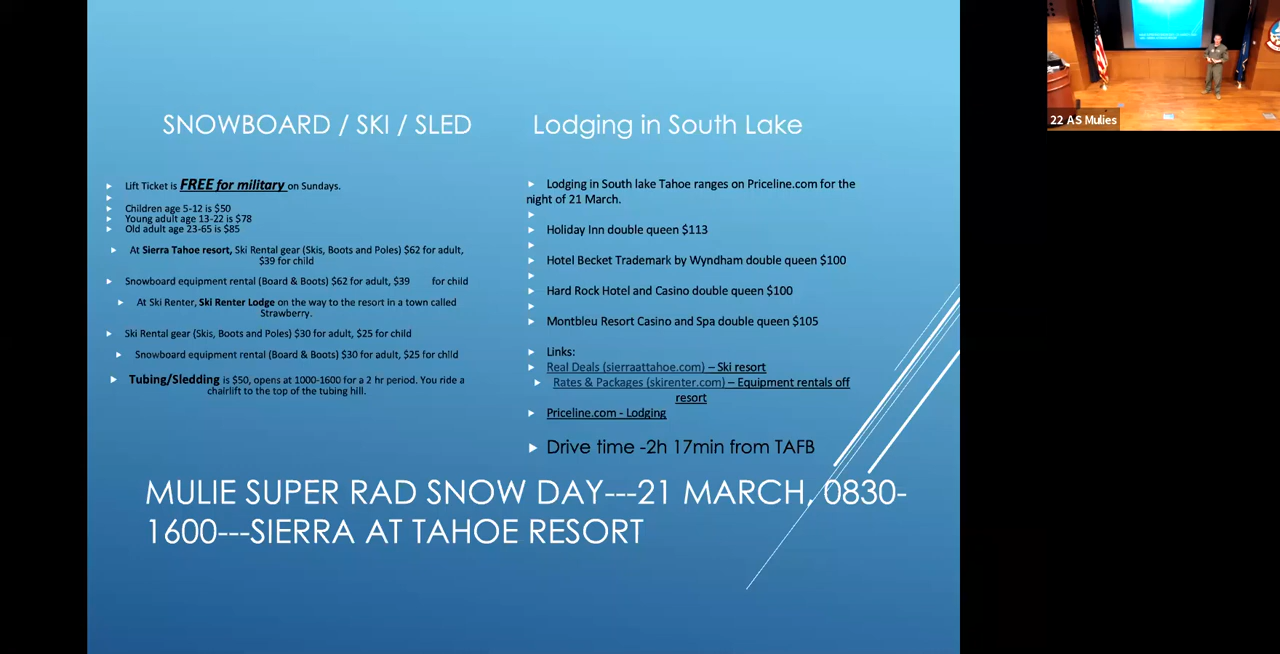 SNOWBOARD / SKI / SLED
Lift Ticket is FREE for military on Sundays.
Children age 5-12 is $50
Young adult age 13-22 is $78
Old adult age 23-65 is $85
At Sierra Tahoe resort, Ski Rental gear (Skis, Boots and Poles) $62 for adult,
$39 for child
Snowboard equipment rental (Board & Boots) $62 for adult, $39 for child
At Ski Renter, Ski Renter Lodge on the way to the resort in a town called
Strawberry.
Ski Rental gear (Skis, Boots and Poles) $30 for adult, $25 for child
Snowboard equipment rental (Board & Boots) $30 for adult, $25 for child
Tubing/Sledding is $50, opens at 1000-1600 for a 2 hr period. You ride a
chairlift to the top of the tubing hill.
Lodging in South Lake
Lodging in South lake Tahoe ranges on Priceline.com for the
night of 21 March.
Holiday Inn double queen $113
Hotel Becket Trademark by Wyndham double queen $100
Hard Rock Hotel and Casino double queen $100
Montbleu Resort Casino and Spa double queen $105
Links:
Real Deals (sierraattahoe.com) – Ski resort
Rates & Packages (skirenter.com) – Equipment rentals off
resort
Priceline.com - Lodging
Drive time -2h 17min from TAFB
MULIE SUPER RAD SNOW DAY---21 MARCH, 0830-
1600---SIERRA AT TAHOE RESORT
22 AS Mulies